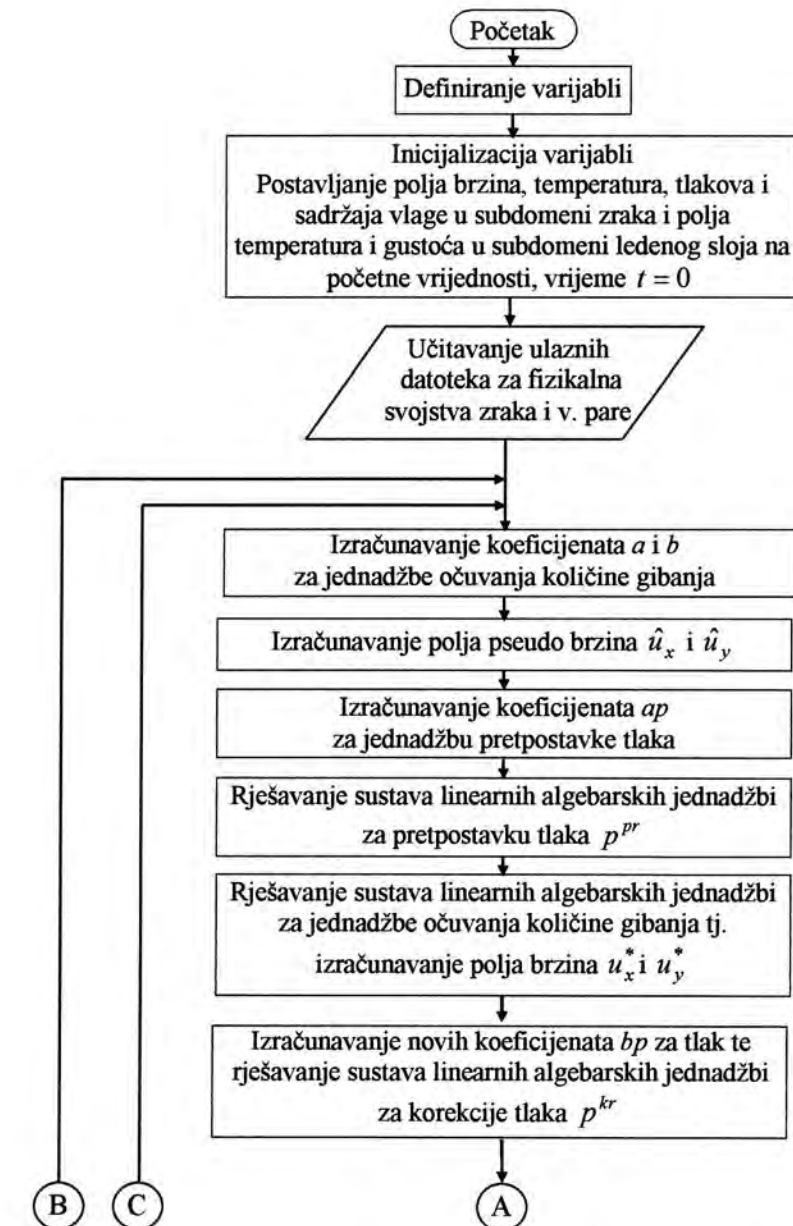 Početak
Definiranje varijabli
Inicijalizacija varijabli
Postavljanje polja brzina, temperatura, tlakova i
sadržaja vlage u subdomeni zraka i polja
temperatura i gustoća u subdomeni ledenog sloja na
početne vrijednosti, vrijeme t = 0
Učitavanje ulaznih
datoteka za fizikalna
svojstva zraka i v. pare
Izračunavanje koeficijenata a i b
za jednadžbe očuvanja količine gibanja
Izračunavanje polja pseudo brzina û_x i û_y
Izračunavanje koeficijenata ap
za jednadžbu pretpostavke tlaka
Rješavanje sustava linearnih algebarskih jednadžbi
za pretpostavku tlaka p^{pr}
Rješavanje sustava linearnih algebarskih jednadžbi
za jednadžbe očuvanja količine gibanja tj.
izračunavanje polja brzina u_x^* i u_y^*
Izračunavanje novih koeficijenata bp za tlak te
rješavanje sustava linearnih algebarskih jednadžbi
za korekcije tlaka p^{kr}
B C A